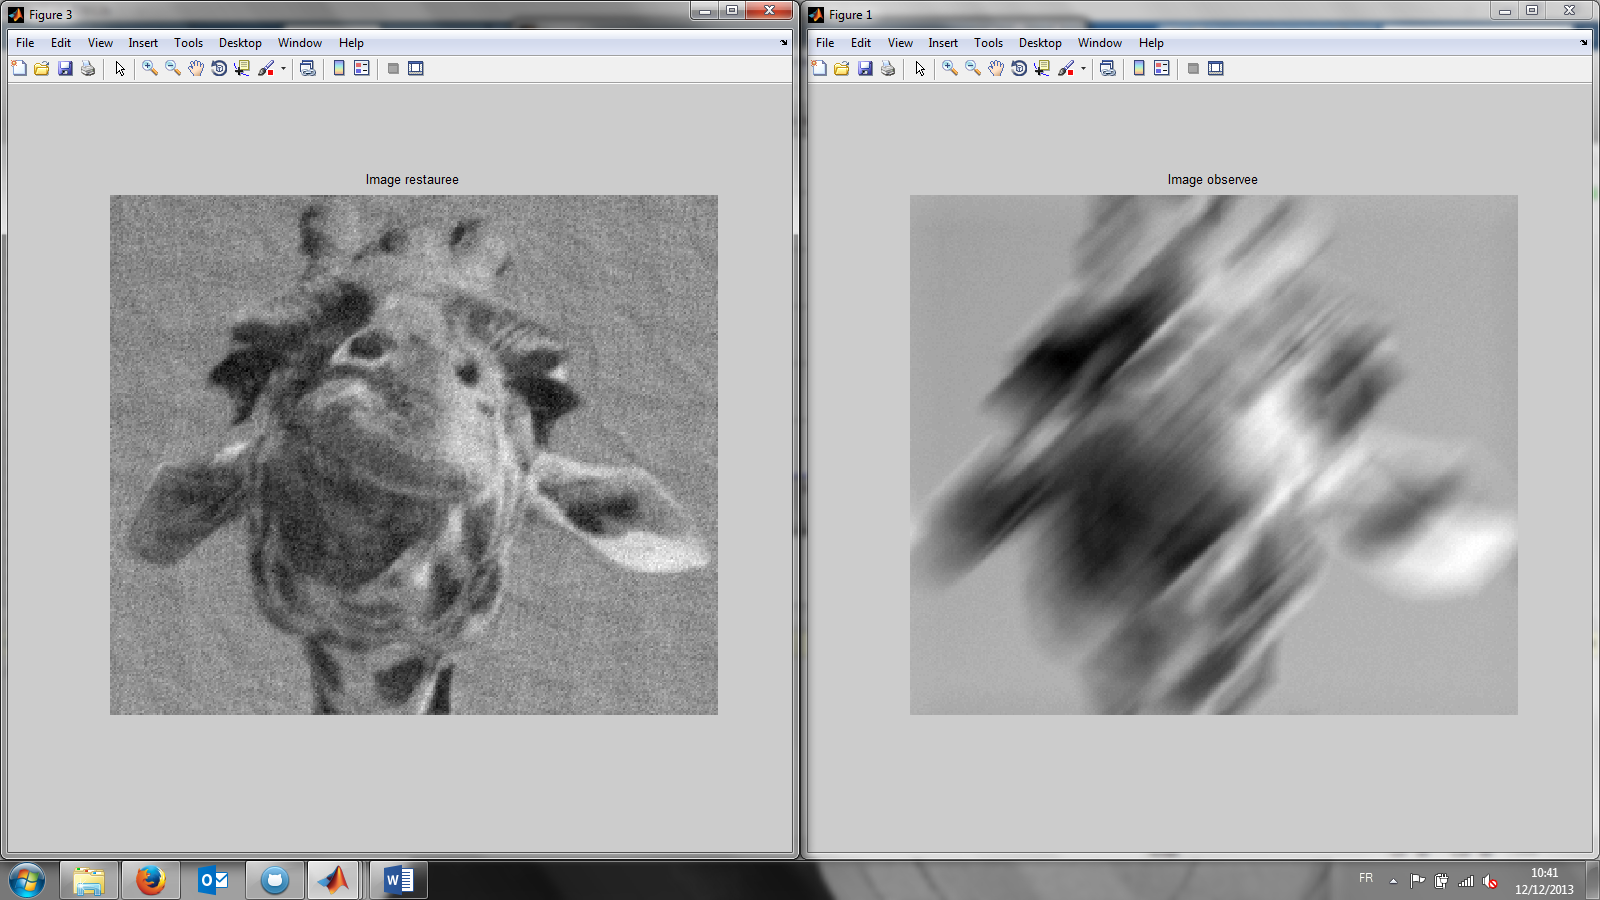 Figure 3
File Edit View Insert Tools Desktop Window Help
Image restauree
Figure 1
File Edit View Insert Tools Desktop Window Help
Image observee
FR
10:41
12/12/2013